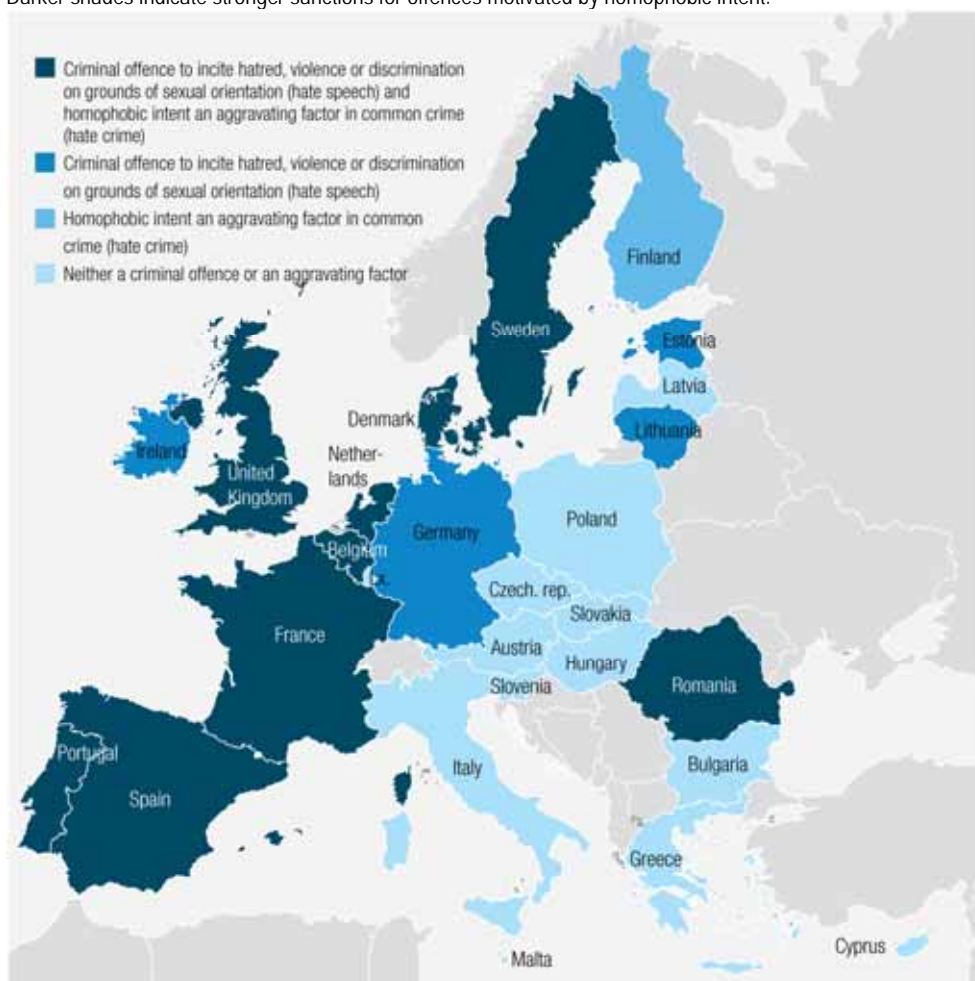 Darker shades indicate stronger sanctions for offences motivated by homophobic intent.
Criminal offence to incite hatred, violence or discrimination
on grounds of sexual orientation (hate speech) and
homophobic intent an aggravating factor in common crime
(hate crime)
Criminal offence to incite hatred, violence or discrimination
on grounds of sexual orientation (hate speech)
Homophobic intent an aggravating factor in common
crime (hate crime)
Neither a criminal offence or an aggravating factor
Finland
Sweden
Estonia
Latvia
Lithuania
Denmark
Nether-
lands
Ireland
United
Kingdom
Belgium
Germany
Poland
Czech. rep.
Slovakia
France
Austria
Hungary
Slovenia
Romania
Portugal
Spain
Italy
Bulgaria
Greece
Malta
Cyprus